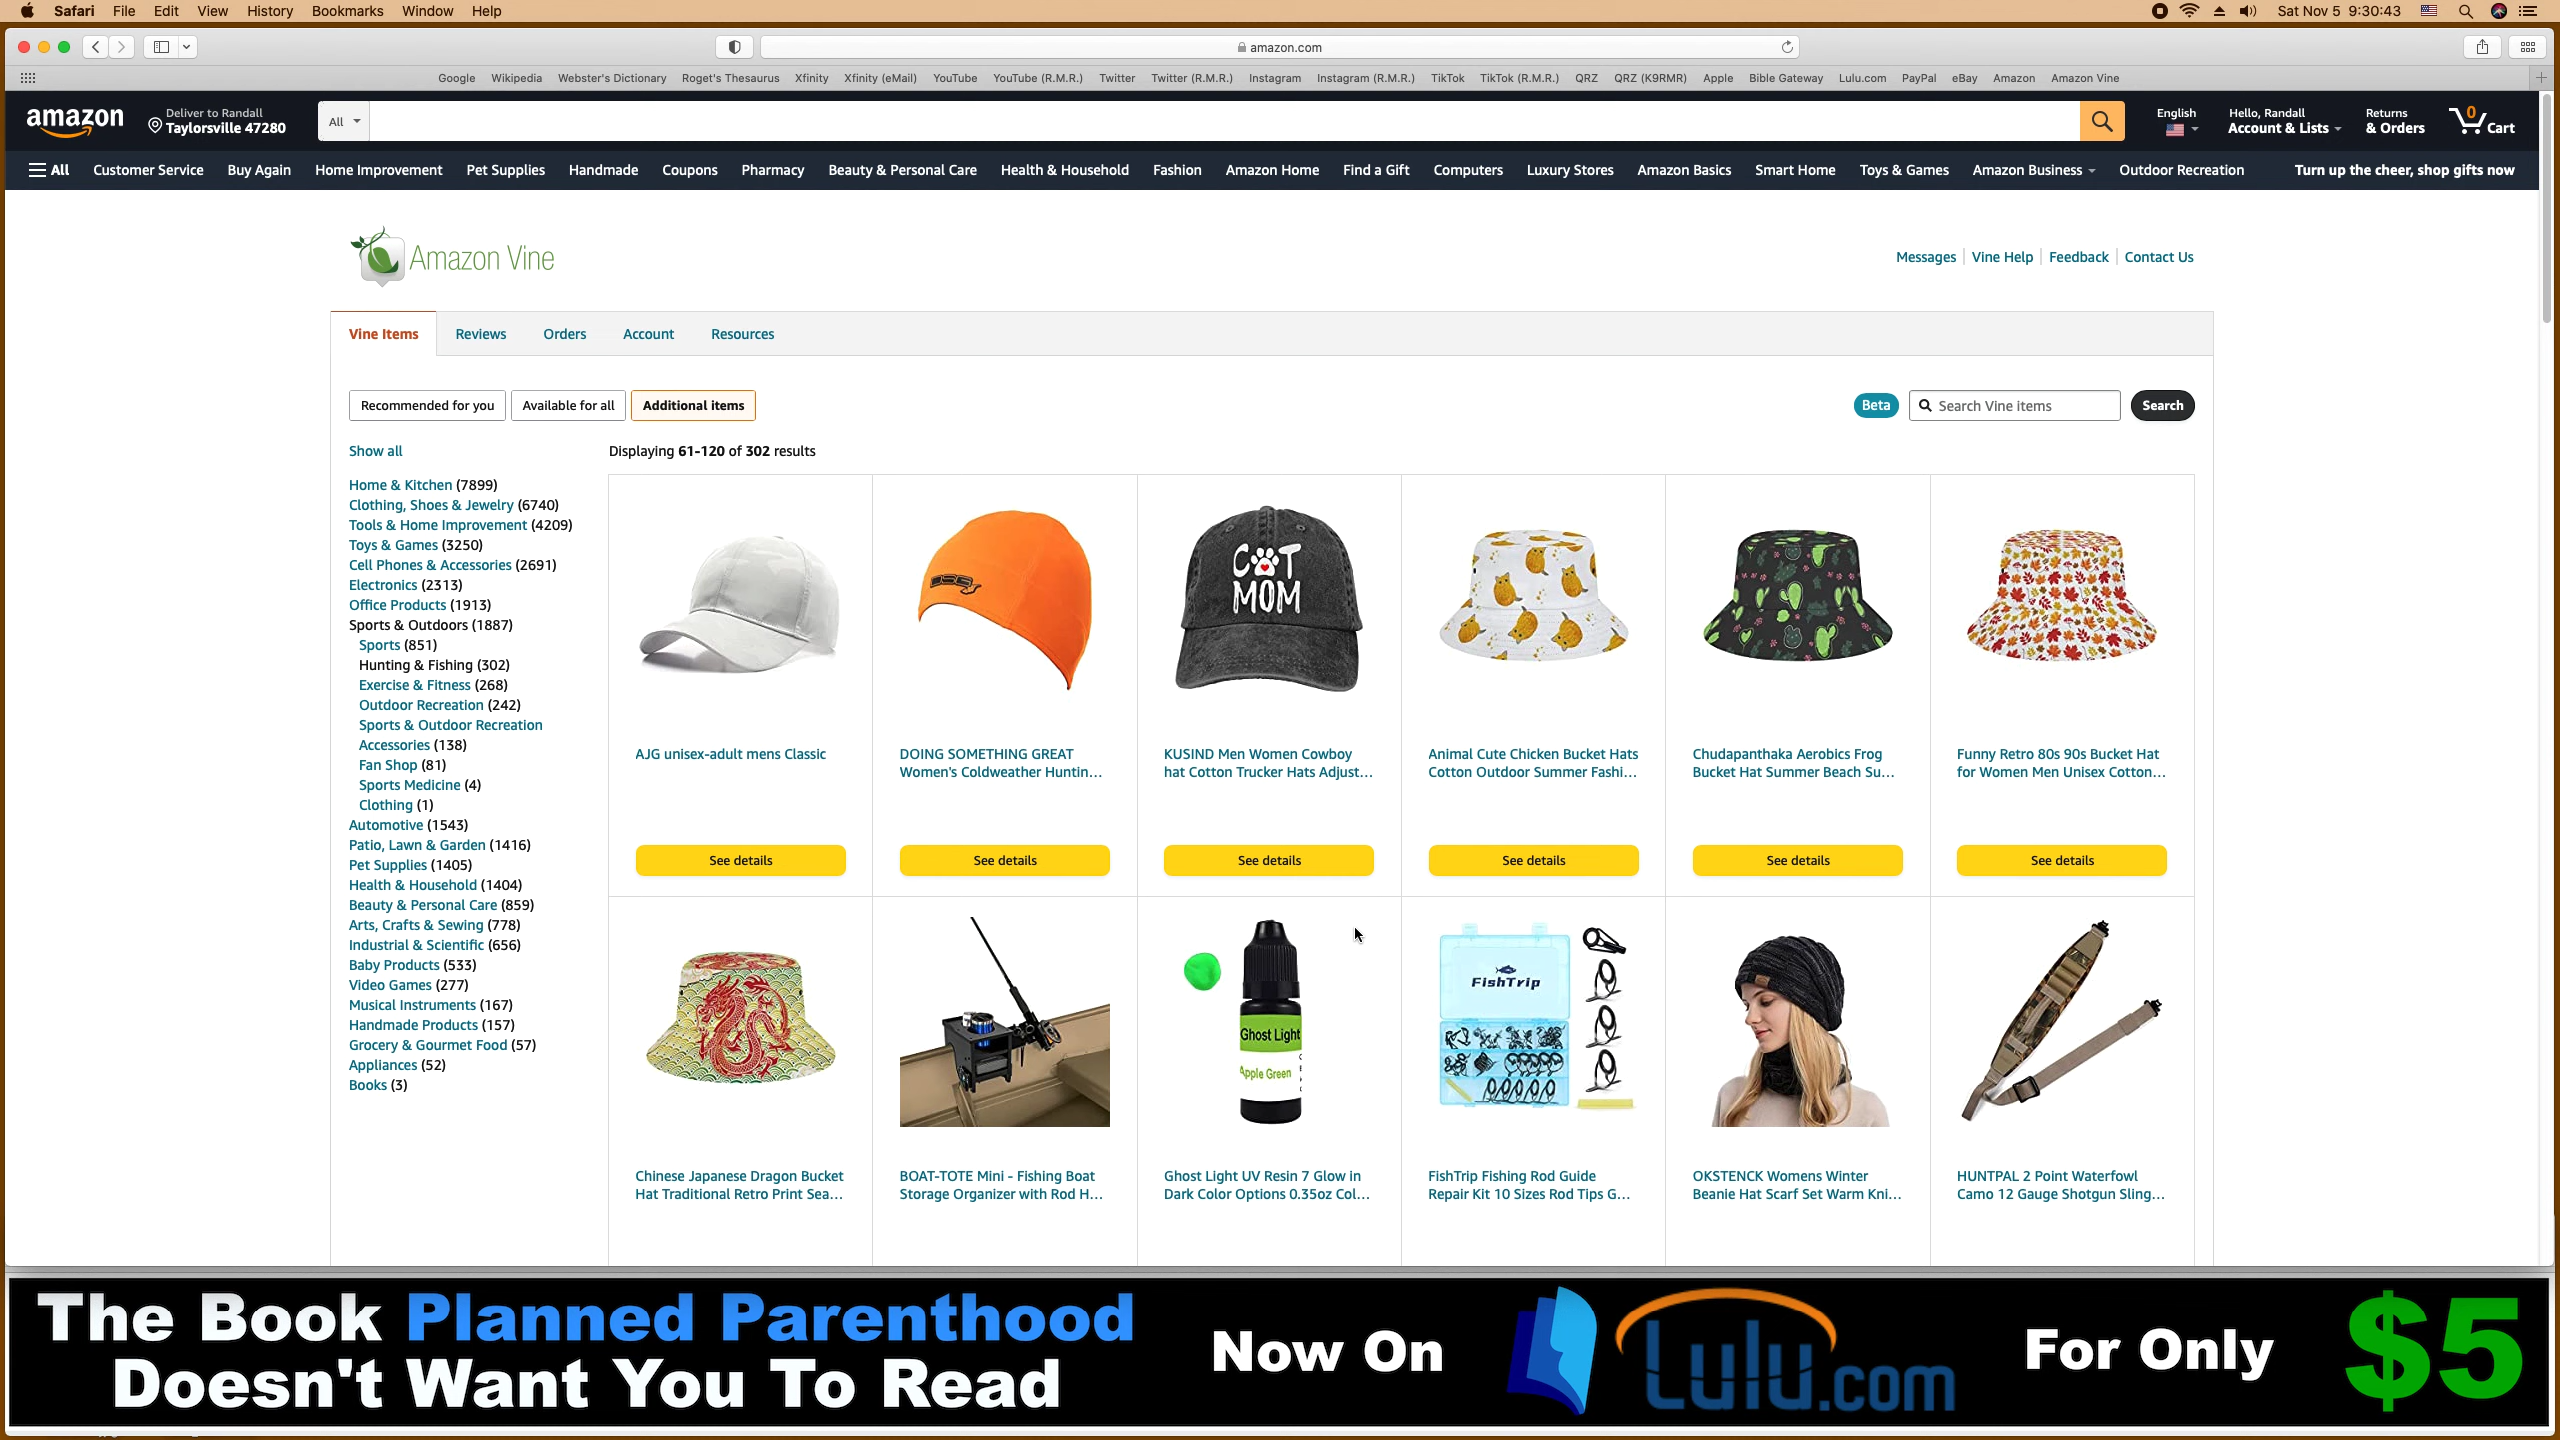 Safari File Edit View History Bookmarks Window Help Sat Nov 5 9:30:43
amazon.com
Google Wikipedia Webster's Dictionary Roget's Thesaurus Xfinity Xfinity (eMail) YouTube YouTube (R.M.R.) Twitter Twitter (R.M.R.) Instagram Instagram (R.M.R.) TikTok TikTok (R.M.R.) QRZ QRZ (K9RMR) Apple Bible Gateway Lulu.com PayPal eBay Amazon Amazon Vine
amazon
Deliver to Randall
Taylorsville 47280
All
English
Hello, Randall
Account & Lists
Returns
& Orders
0
Cart
All Customer Service Buy Again Home Improvement Pet Supplies Handmade Coupons Pharmacy Beauty & Personal Care Health & Household Fashion Amazon Home Find a Gift Computers Luxury Stores Amazon Basics Smart Home Toys & Games Amazon Business Outdoor Recreation Turn up the cheer, shop gifts now
Amazon Vine
Messages Vine Help Feedback Contact Us
Vine Items Reviews Orders Account Resources
Recommended for you Available for all Additional items
Beta Search Vine items Search
Show all
Displaying 61-120 of 302 results
Home & Kitchen (7899)
Clothing, Shoes & Jewelry (6740)
Tools & Home Improvement (4209)
Toys & Games (3250)
Cell Phones & Accessories (2691)
Electronics (2313)
Office Products (1913)
Sports & Outdoors (1887)
Sports (851)
Hunting & Fishing (302)
Exercise & Fitness (268)
Outdoor Recreation (242)
Sports & Outdoor Recreation
Accessories (138)
Fan Shop (81)
Sports Medicine (4)
Clothing (1)
Automotive (1543)
Patio, Lawn & Garden (1416)
Pet Supplies (1405)
Health & Household (1404)
Beauty & Personal Care (859)
Arts, Crafts & Sewing (778)
Industrial & Scientific (656)
Baby Products (533)
Video Games (277)
Musical Instruments (167)
Handmade Products (157)
Grocery & Gourmet Food (57)
Appliances (52)
Books (3)
CAT
MOM
AJG unisex-adult mens Classic
See details
DOING SOMETHING GREAT
Women's Coldweather Huntin...
See details
KUSIND Men Women Cowboy
hat Cotton Trucker Hats Adjust...
See details
Animal Cute Chicken Bucket Hats
Cotton Outdoor Summer Fashi...
See details
Chudapanthaka Aerobics Frog
Bucket Hat Summer Beach Su...
See details
Funny Retro 80s 90s Bucket Hat
for Women Men Unisex Cotton...
See details
Ghost Light
Apple Green
FishTrip
Chinese Japanese Dragon Bucket
Hat Traditional Retro Print Sea...
BOAT-TOTE Mini - Fishing Boat
Storage Organizer with Rod H...
Ghost Light UV Resin 7 Glow in
Dark Color Options 0.35oz Col...
FishTrip Fishing Rod Guide
Repair Kit 10 Sizes Rod Tips G...
OKSTENCK Womens Winter
Beanie Hat Scarf Set Warm Kni...
HUNTPAL 2 Point Waterfowl
Camo 12 Gauge Shotgun Sling...
The Book Planned Parenthood
Doesn't Want You To Read
Now On
Lulu.com
For Only
$5